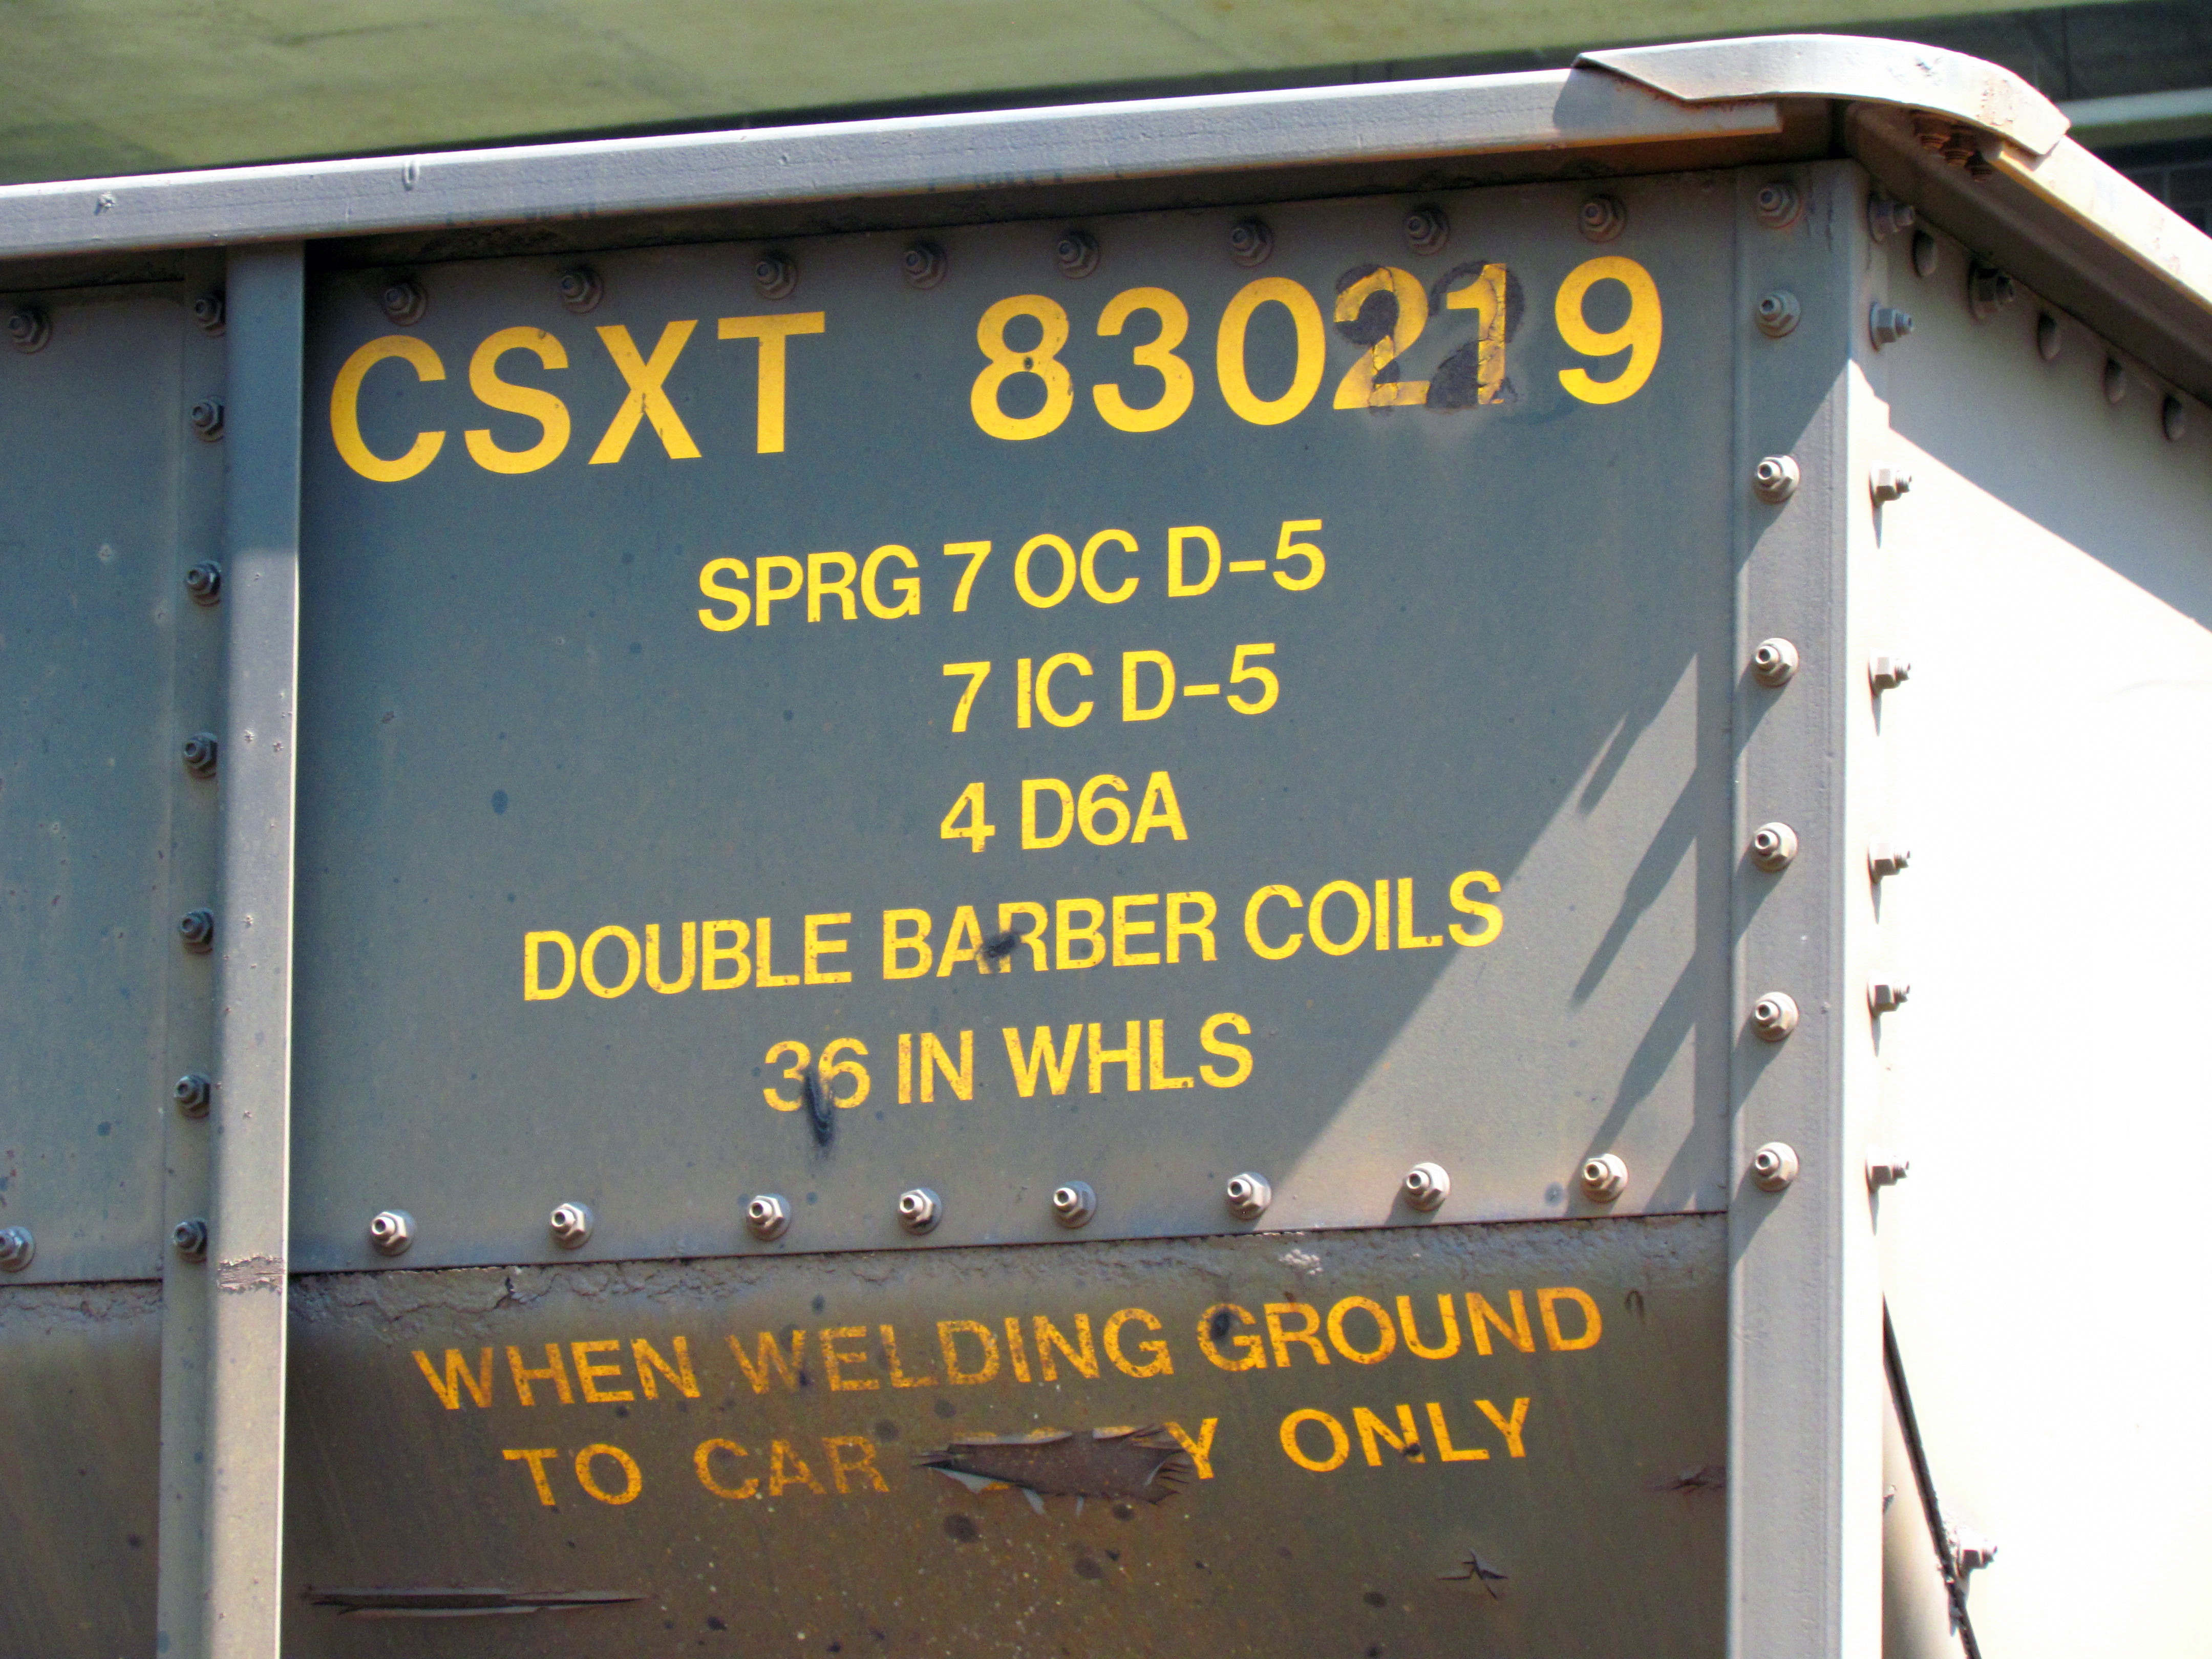 CSXT 830219
SPRG 7 OC D-5
7 IC D-5
4 D6A
DOUBLE BARBER COILS
36 IN WHLS
WHEN WELDING GROUND
TO CAR ONLY